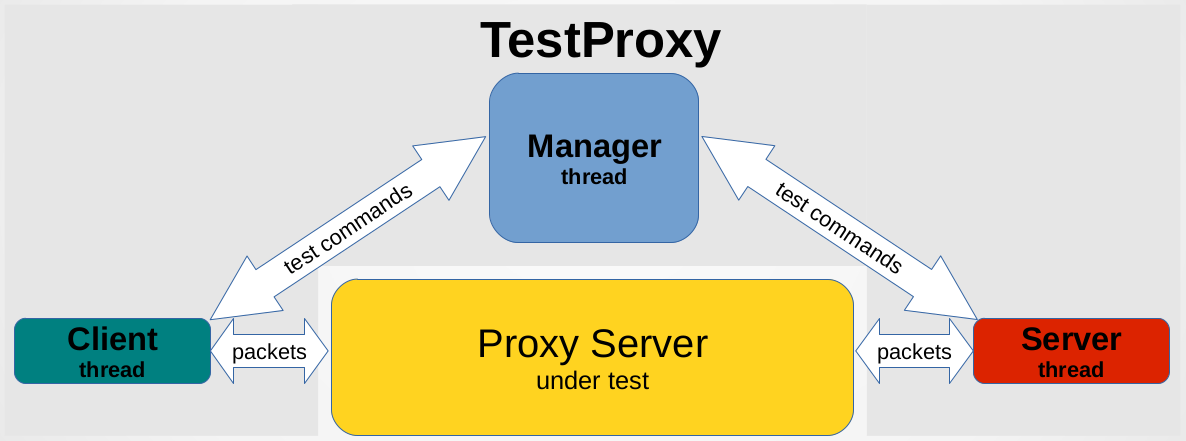 TestProxy
Manager
thread
test commands
test commands
Client
thread
packets
Proxy Server
under test
packets
Server
thread